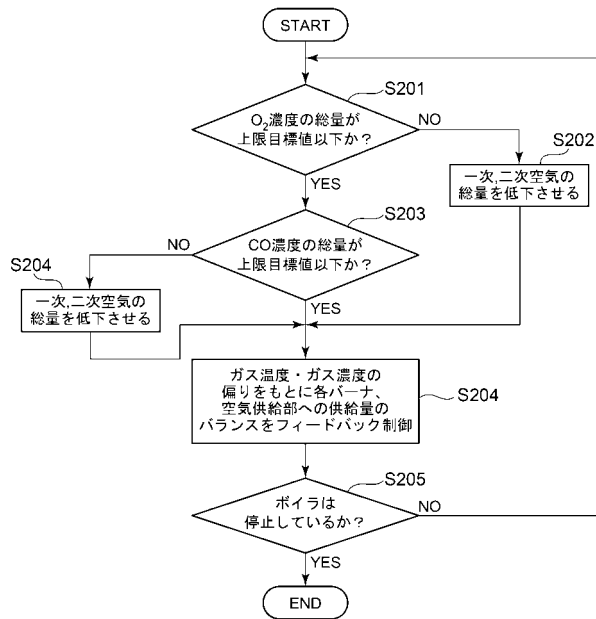 START
S201
O₂濃度の総量が
上限目標値以下か？
NO
S202
一次,二次空気の
総量を低下させる
YES
S203
CO濃度の総量が
上限目標値以下か？
NO
S204
一次,二次空気の
総量を低下させる
YES
ガス温度・ガス濃度の
偏りをもとに各バーナ、
空気供給部への供給量の
バランスをフィードバック制御
S204
S205
ボイラは
停止しているか？
NO
YES
END